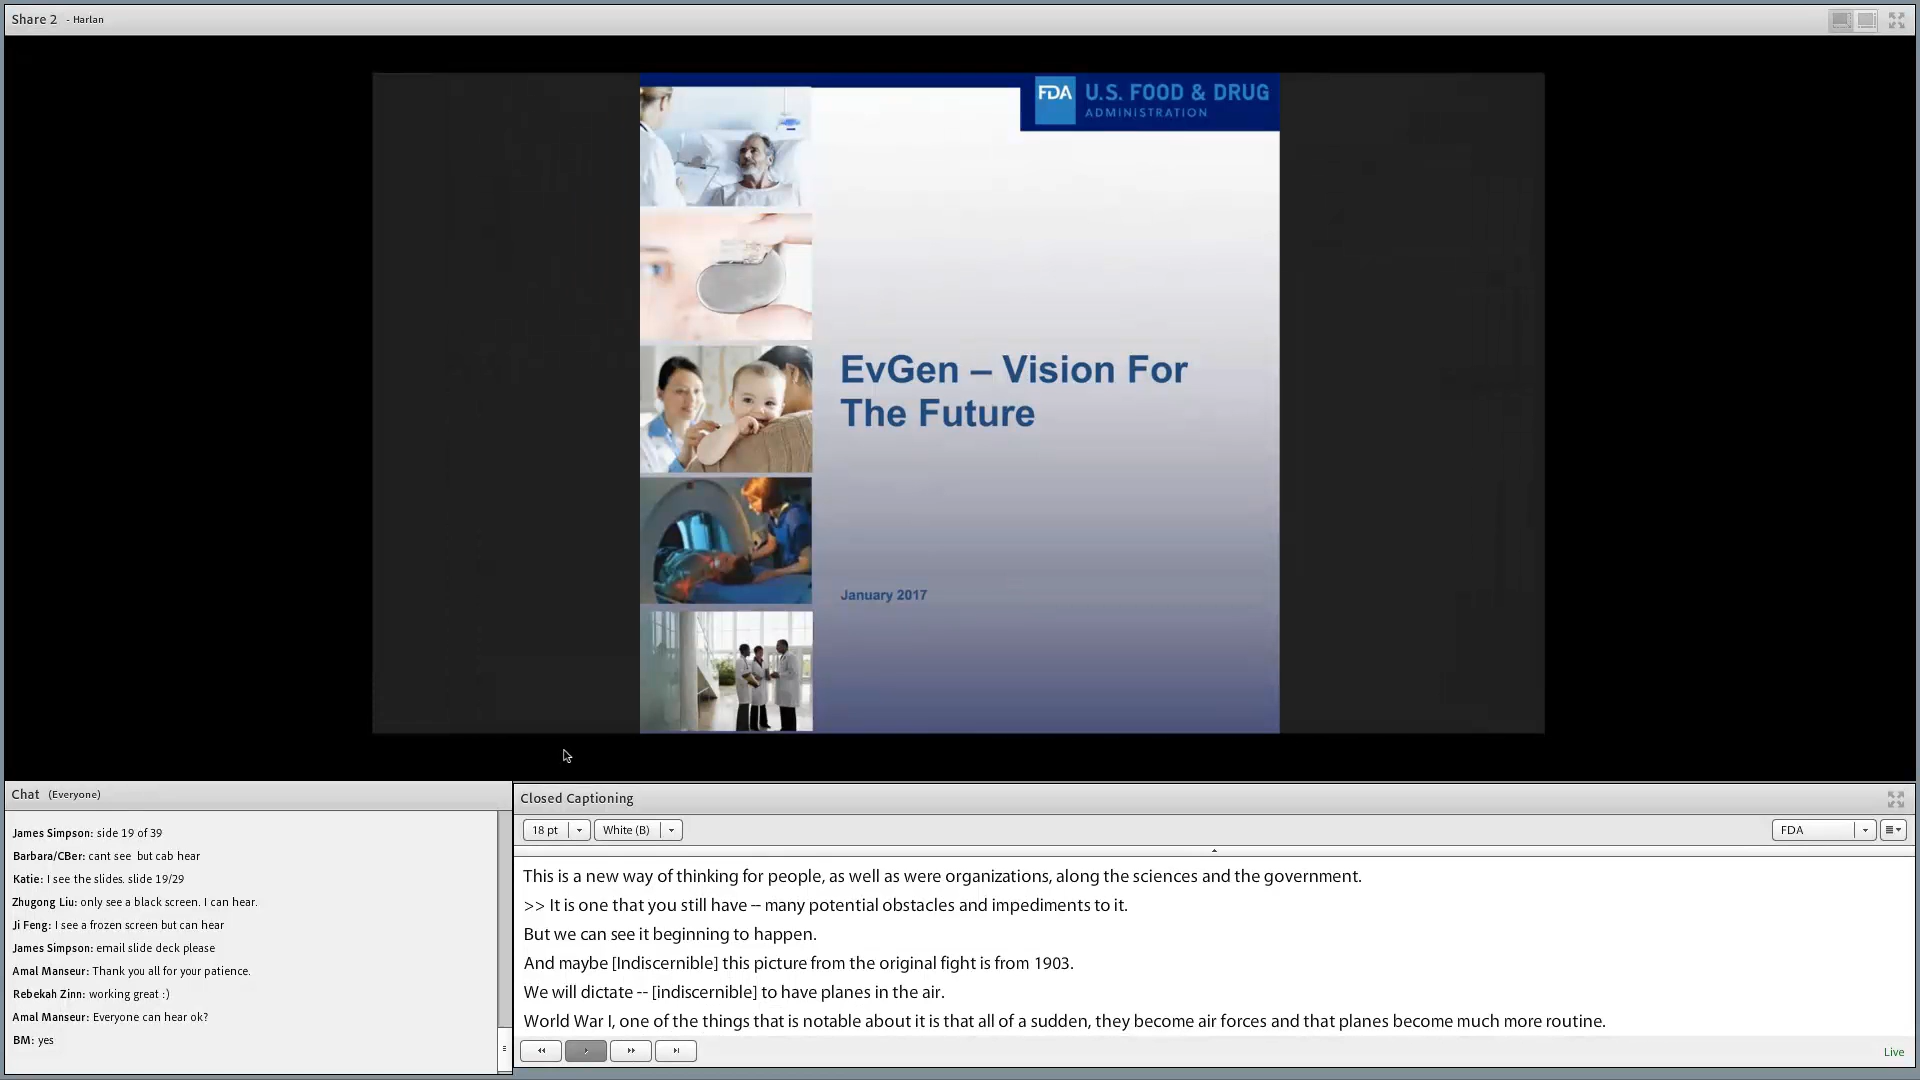 Share 2 - Harlan
FDA U.S. FOOD & DRUG
ADMINISTRATION
EvGen – Vision For
The Future
January 2017
Chat (Everyone)
James Simpson: side 19 of 39
Barbara/CBer: cant see but cab hear
Katie: I see the slides. slide 19/29
Zhugong Liu: only see a black screen. I can hear.
Ji Feng: I see a frozen screen but can hear
James Simpson: email slide deck please
Amal Manseur: Thank you all for your patience.
Rebekah Zinn: working great :)
Amal Manseur: Everyone can hear ok?
BM: yes
Closed Captioning
18 pt White (B) FDA
This is a new way of thinking for people, as well as were organizations, along the sciences and the government.
>> It is one that you still have -- many potential obstacles and impediments to it.
But we can see it beginning to happen.
And maybe [Indiscernible] this picture from the original fight is from 1903.
We will dictate -- [indiscernible] to have planes in the air.
World War I, one of the things that is notable about it is that all of a sudden, they become air forces and that planes become much more routine.
Live